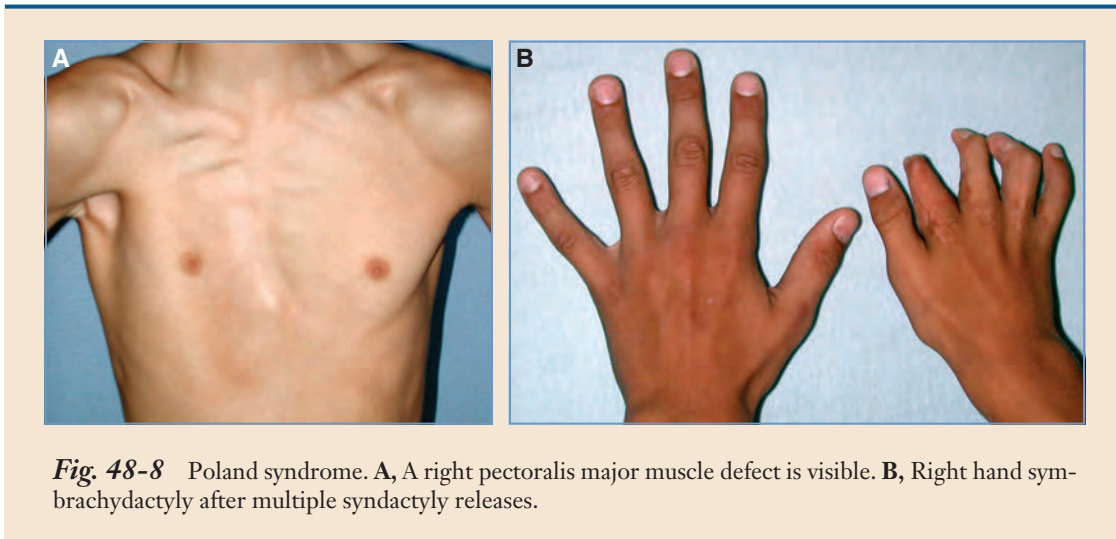 A
B
Fig. 48-8 Poland syndrome. A, A right pectoralis major muscle defect is visible. B, Right hand sym-
brachydactyly after multiple syndactyly releases.